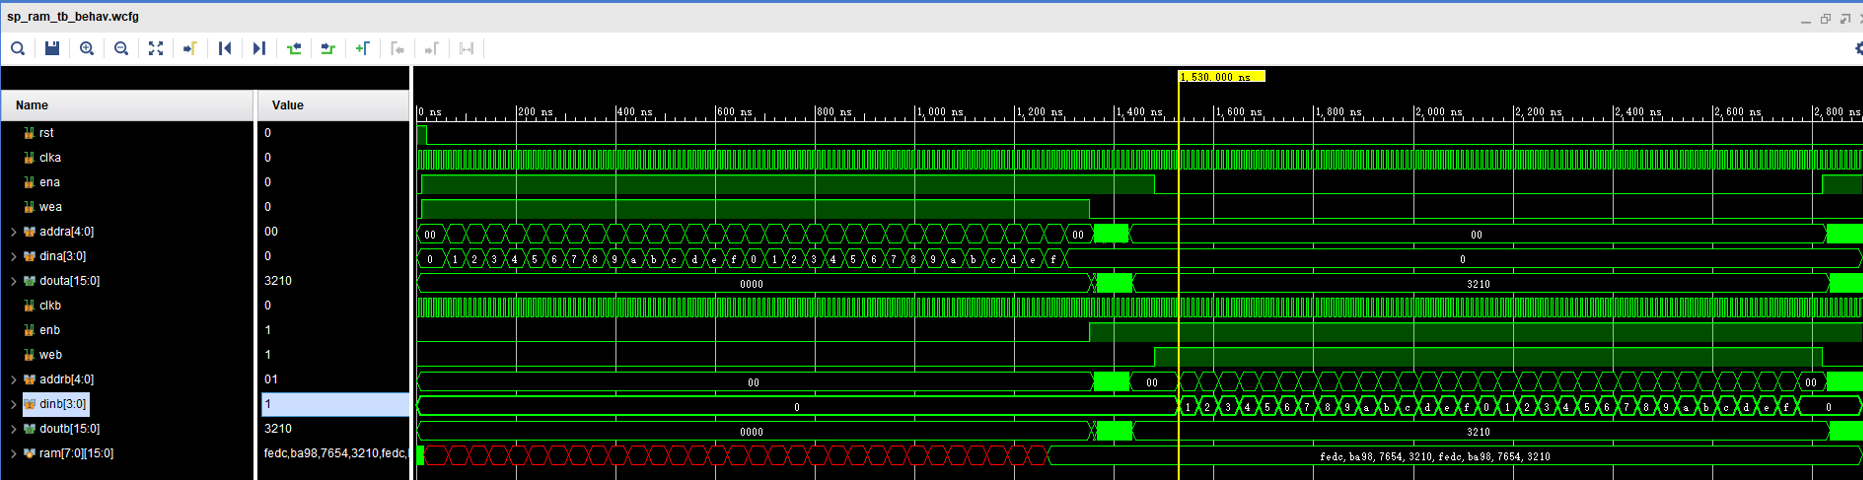 sp_ram_tb_behav.wcfg
1,530.000 ns
Name Value
0 ns 200 ns 400 ns 600 ns 800 ns 1,000 ns 1,200 ns 1,400 ns 1,600 ns 1,800 ns 2,000 ns 2,200 ns 2,400 ns 2,600 ns 2,800 ns
rst 0
clka 0
ena 0
wea 0
addra[4:0] 00 00 00 00
dina[3:0] 0 0 1 2 3 4 5 6 7 8 9 a b c d e f 0 1 2 3 4 5 6 7 8 9 a b c d e f 0
douta[15:0] 3210 0000 3210
clkb 0
enb 1
web 1
addrb[4:0] 01 00 00 00
dinb[3:0] 1 0 1 2 3 4 5 6 7 8 9 a b c d e f 0 1 2 3 4 5 6 7 8 9 a b c d e f 0
doutb[15:0] 3210 0000 3210
ram[7:0][15:0] fedc,ba98,7654,3210,fedc, fedc,ba98,7654,3210,fedc,ba98,7654,3210